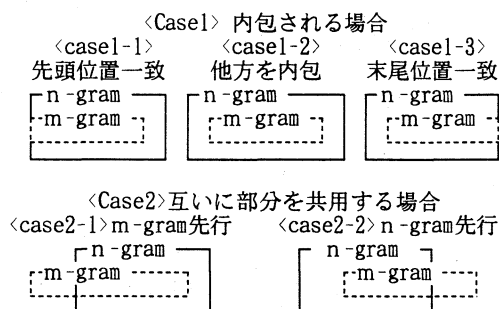 <Case1> 内包される場合
<case1-1> <case1-2> <case1-3>
先頭位置一致 他方を内包 末尾位置一致
n-gram n-gram n-gram
m-gram m-gram m-gram
<Case2>互いに部分を共用する場合
<case2-1>m-gram先行 <case2-2>n-gram先行
n-gram n-gram
m-gram m-gram